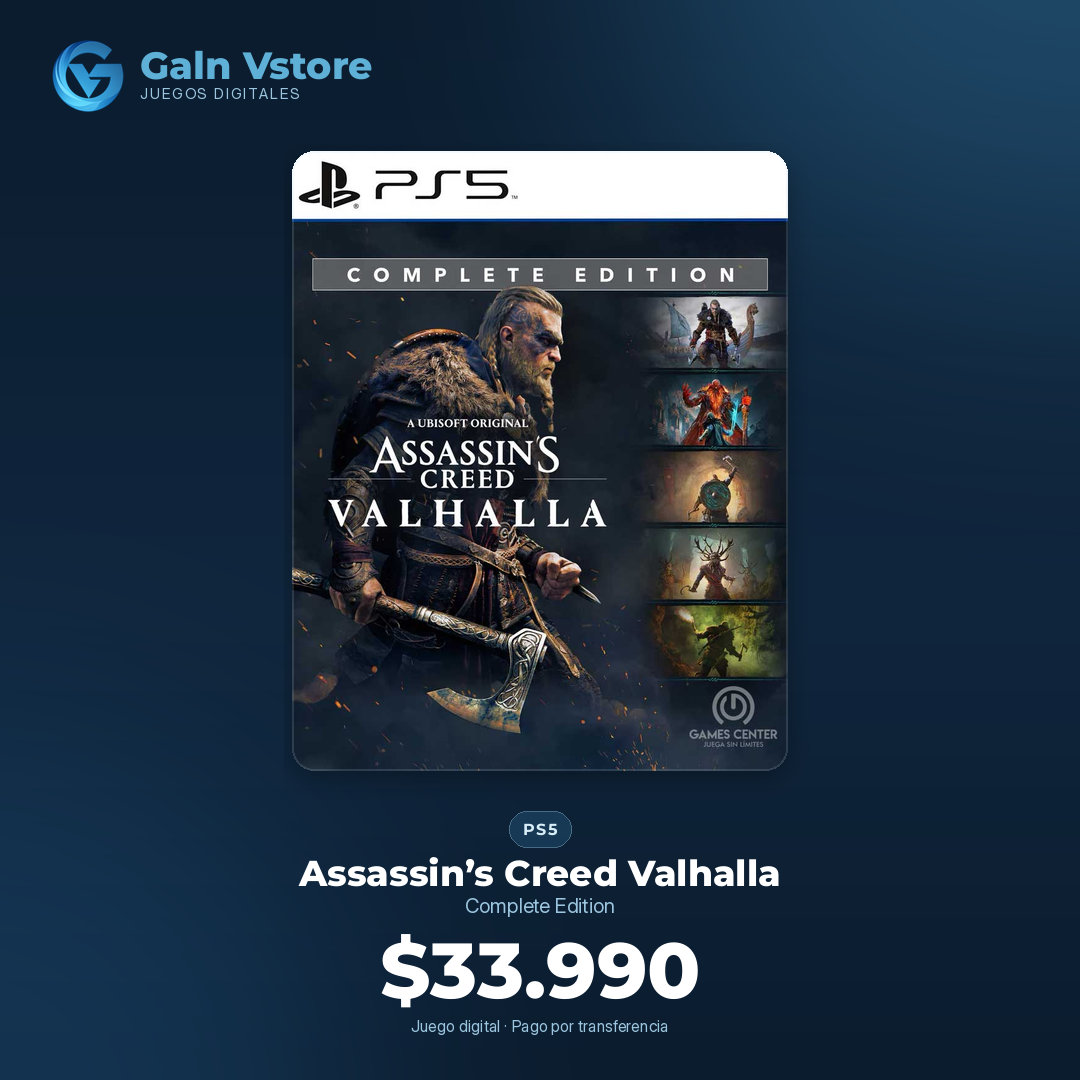 Galn Vstore
JUEGOS DIGITALES
PS5
COMPLETE EDITION
A UBISOFT ORIGINAL
ASSASSIN'S
CREED
VALHALLA
GAMES CENTER
JUEGA SIN LÍMITES
PS5
Assassin’s Creed Valhalla
Complete Edition
$33.990
Juego digital · Pago por transferencia